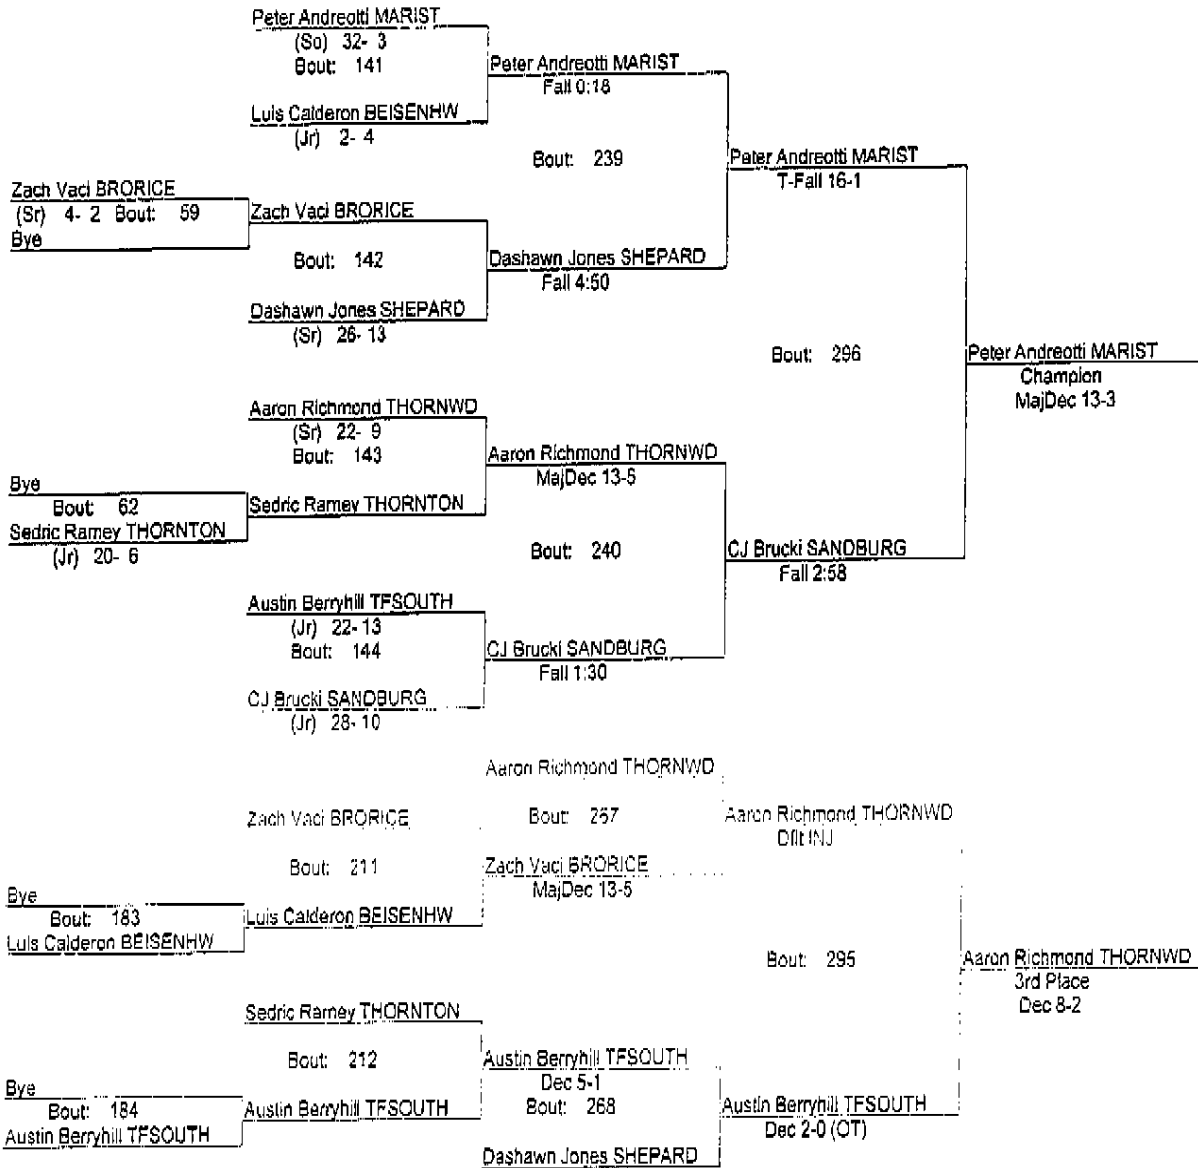 Peter Andreotti MARIST
(So) 32- 3
Bout: 141
Peter Andreotti MARIST
Fall 0:18
Luis Calderon BEISENHW
(Jr) 2- 4
Bout: 239
Peter Andreotti MARIST
T-Fall 16-1
Zach Vaci BRORICE
(Sr) 4- 2 Bout: 59
Bye
Zach Vaci BRORICE
Bout: 142
Dashawn Jones SHEPARD
Fall 4:50
Dashawn Jones SHEPARD
(Sr) 26- 13
Bout: 296
Peter Andreotti MARIST
Champion
MajDec 13-3
Aaron Richmond THORNWD
(Sr) 22- 9
Bout: 143
Aaron Richmond THORNWD
MajDec 13-5
Bye
Bout: 62
Sedric Ramey THORNTON
(Jr) 20- 6
Sedric Ramey THORNTON
Bout: 240
CJ Brucki SANDBURG
Fall 2:58
Austin Berryhill TFSOUTH
(Jr) 22- 13
Bout: 144
CJ Brucki SANDBURG
Fall 1:30
CJ Brucki SANDBURG
(Jr) 28- 10
Aaron Richmond THORNWD
Zach Vaci BRORICE
Bout: 267
Aaron Richmond THORNWD
Dflt INJ
Bout: 211
Zach Vaci BRORICE
MajDec 13-5
Bye
Bout: 183
Luis Calderon BEISENHW
Luis Calderon BEISENHW
Bout: 295
Aaron Richmond THORNWD
3rd Place
Dec 8-2
Sedric Ramey THORNTON
Bout: 212
Austin Berryhill TFSOUTH
Dec 5-1
Bout: 268
Bye
Bout: 184
Austin Berryhill TFSOUTH
Austin Berryhill TFSOUTH
Austin Berryhill TFSOUTH
Dec 2-0 (OT)
Dashawn Jones SHEPARD